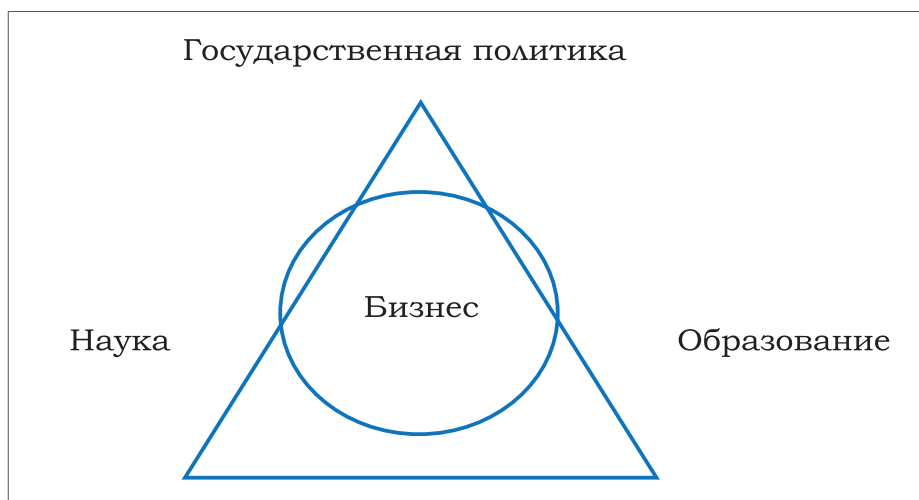 Государственная политика
Бизнес
Наука
Образование